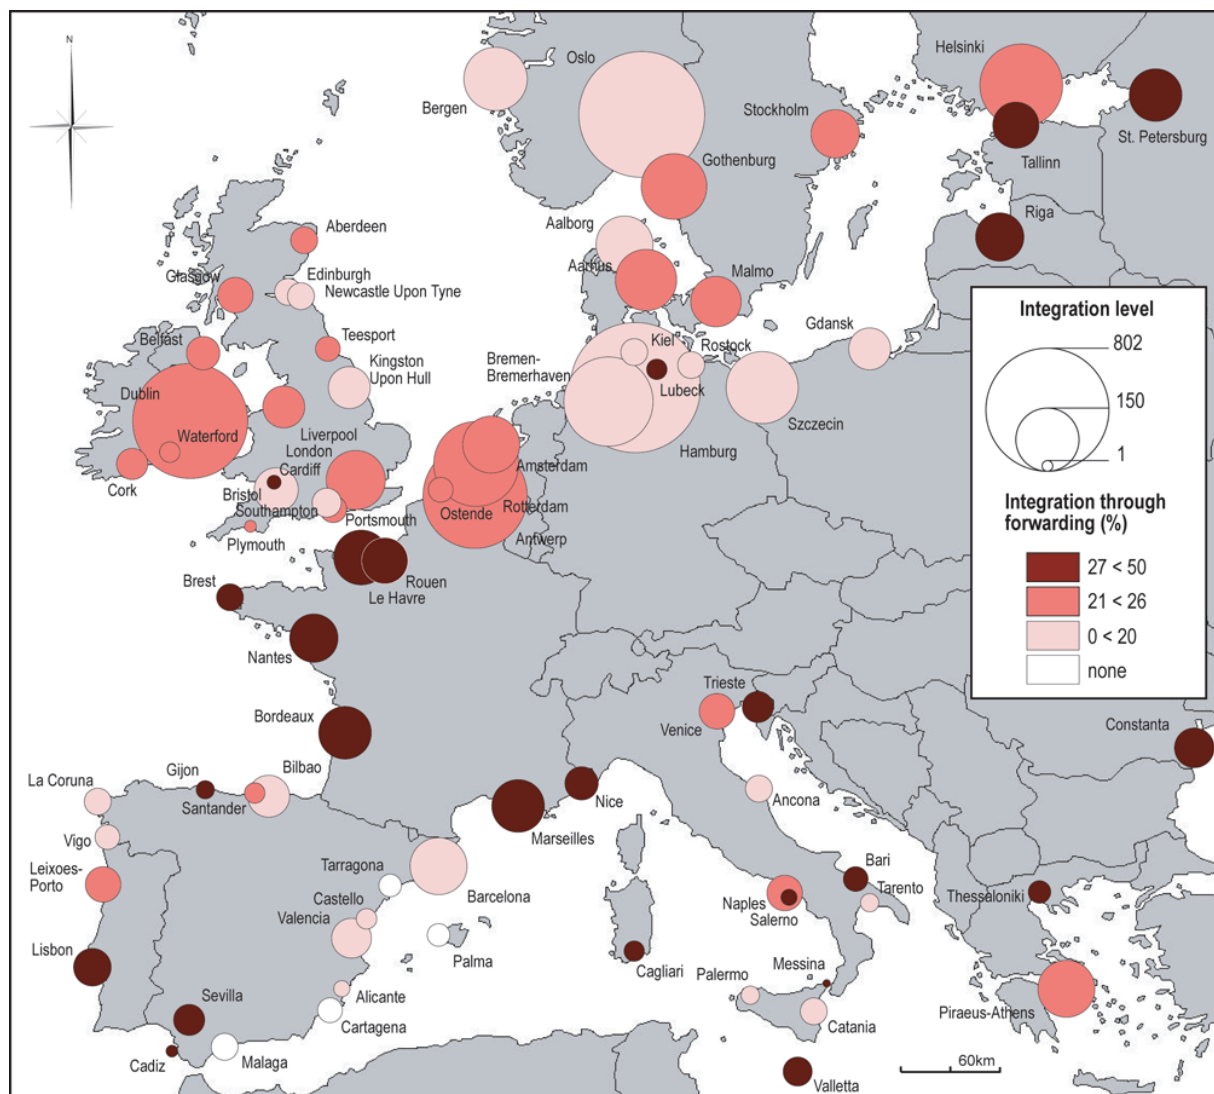 N
Oslo
Helsinki
Bergen
Stockholm
St. Petersburg
Gothenburg
Tallinn
Riga
Aalborg
Aberdeen
Aarhus
Malmo
Glasgow
Edinburgh
Newcastle Upon Tyne
Gdansk
Belfast
Teesport
Kiel
Rostock
Bremen-
Bremerhaven
Kingston
Upon Hull
Lubeck
Dublin
Szczecin
Waterford
Liverpool
London
Hamburg
Cardiff
Amsterdam
Cork
Bristol
Southampton
Rotterdam
Ostende
Portsmouth
Plymouth
Antwerp
Brest
Rouen
Le Havre
Nantes
Trieste
Bordeaux
Venice
Constanta
Gijon
Bilbao
La Coruna
Santander
Nice
Ancona
Marseilles
Vigo
Bari
Tarragona
Leixoes-
Porto
Tarento
Castello
Barcelona
Naples
Thessaloniki
Valencia
Salerno
Lisbon
Palma
Messina
Cagliari
Palermo
Sevilla
Alicante
Piraeus-Athens
Cartagena
Catania
Cadiz
Malaga
Valletta
60km
Integration level
802
150
1
Integration through
forwarding (%)
27 < 50
21 < 26
0 < 20
none